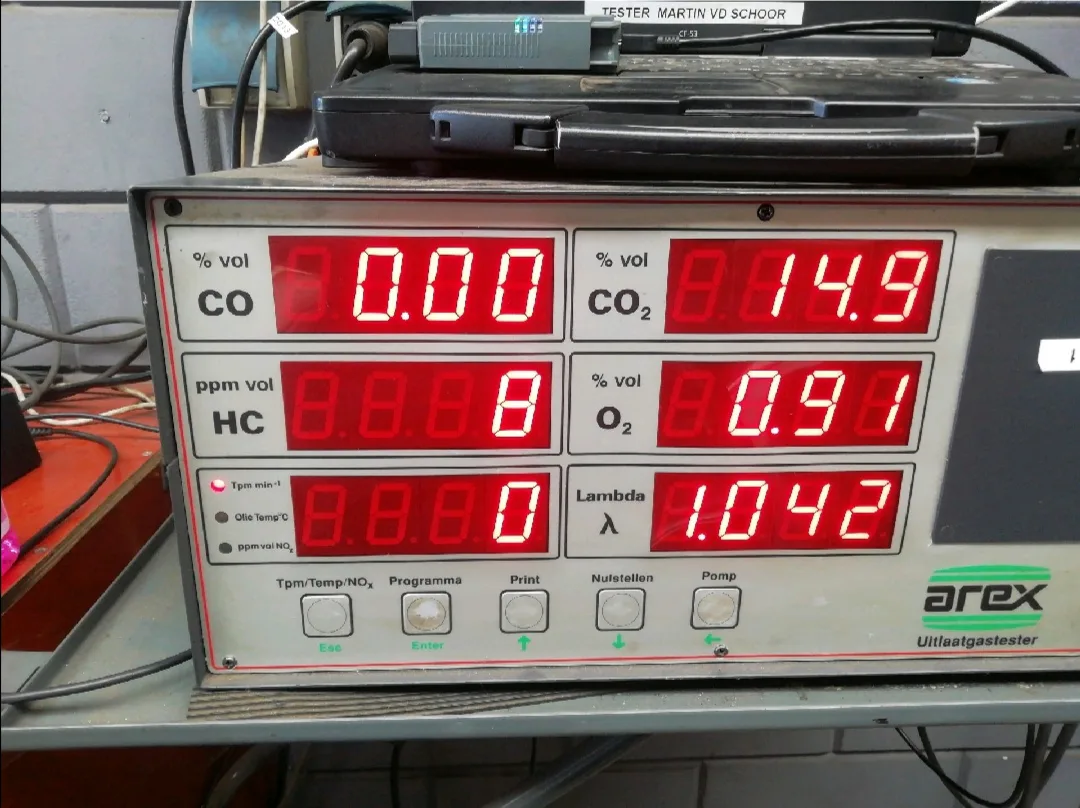 TESTER MARTIN VD SCHOOR
CF-53
% vol
CO
0.00
% vol
CO₂
14.9
ppm vol
HC
8
% vol
O₂
0.91
Tpm min⁻¹
Olie Temp°C
ppm vol NOₓ
0
Lambda
λ
1.042
Tpm/Temp/NOₓ
Programma
Print
Nulstellen
Pomp
Esc
Enter
↑
↓
←
arex
Uitlaatgastester